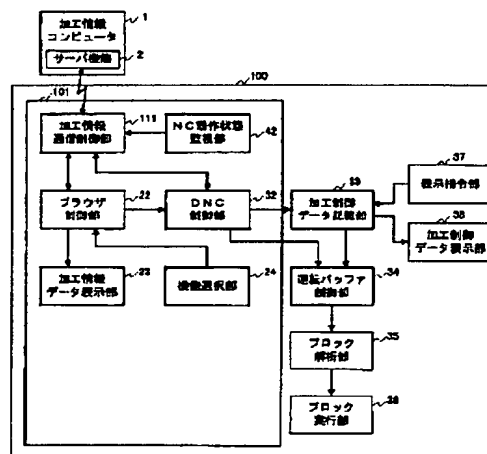 加工情報
コンピュータ
1
サーバ機能
2
100
101
加工情報
通信制御部
111
NC動作状態
監視部
42
37
表示指令部
ブラウザ
制御部
22
DNC
制御部
32
33
加工制御
データ記憶部
38
加工制御
データ表示部
加工情報
データ表示部
23
機能選択部
24
運転バッファ
制御部
34
ブロック
解析部
35
ブロック
実行部
36